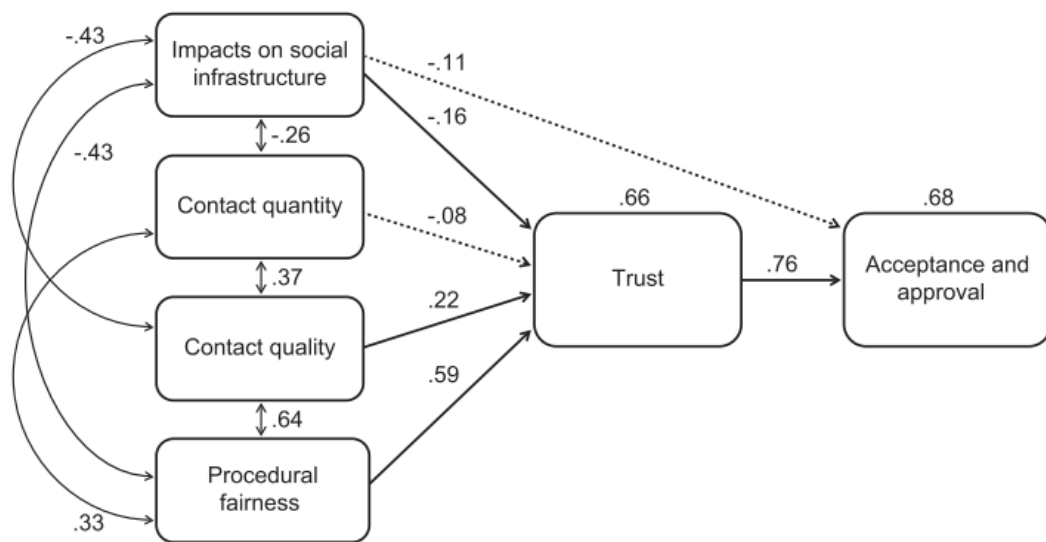 -.43
Impacts on social
infrastructure
-.11
-.16
-.26
-.43
Contact quantity
-.08
.66
.68
.37
Trust
.76
Acceptance and
approval
Contact quality
.22
.59
.64
Procedural
fairness
.33